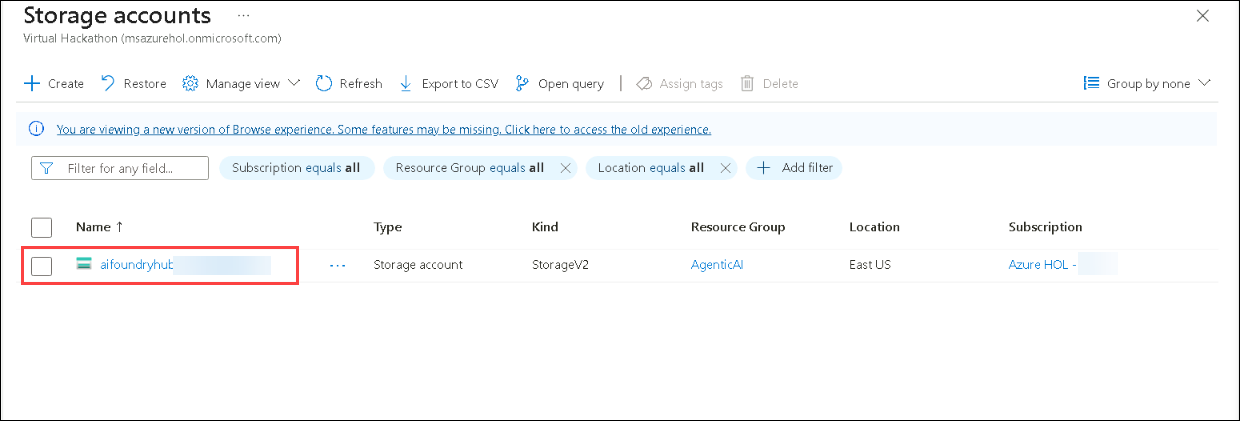 Storage accounts ...
Virtual Hackathon (msazurehol.onmicrosoft.com)
Create Restore Manage view Refresh Export to CSV Open query Assign tags Delete Group by none
You are viewing a new version of Browse experience. Some features may be missing. Click here to access the old experience.
Filter for any field... Subscription equals all Resource Group equals all Location equals all Add filter
Name ↑ Type Kind Resource Group Location Subscription
aifoundryhub ... Storage account StorageV2 AgenticAI East US Azure HOL -